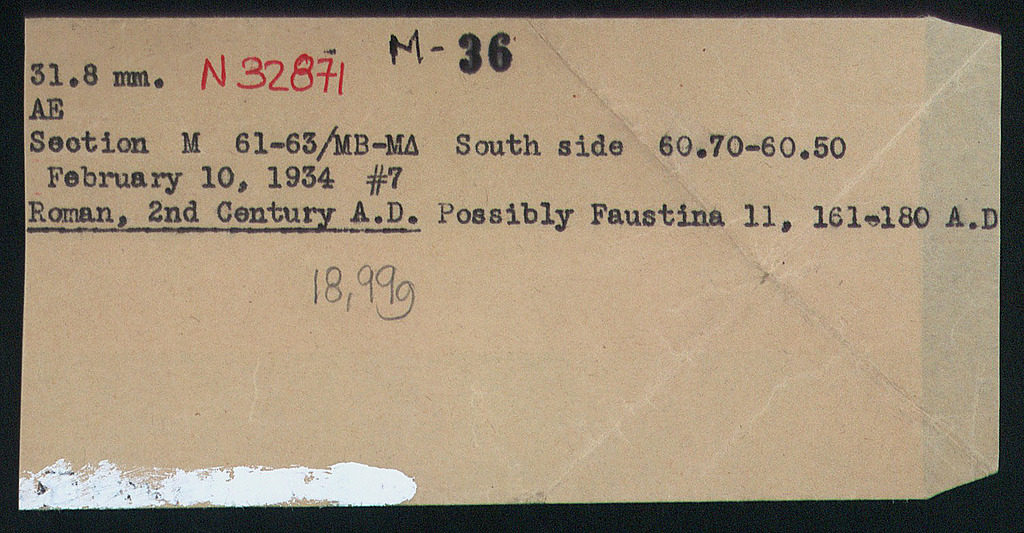 M-36
31.8 mm. N32871
AE
Section M 61-63/MB-MΔ South side 60.70-60.50
February 10, 1934 #7
Roman, 2nd Century A.D. Possibly Faustina 11, 161-180 A.D
18,99g